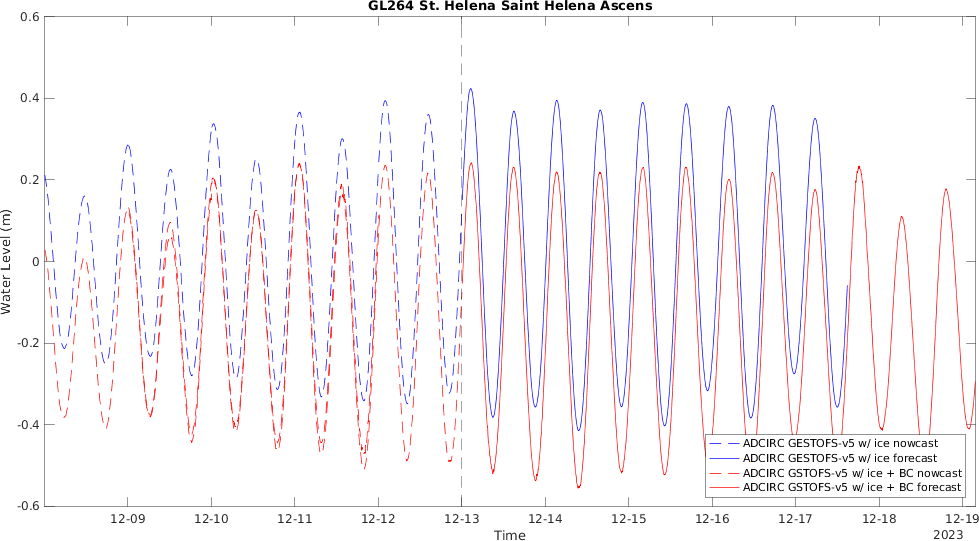 GL264 St. Helena Saint Helena Ascens
0.6
0.4
0.2
0
-0.2
-0.4
-0.6
Water Level (m)
12-09
12-10
12-11
12-12
12-13
12-14
12-15
12-16
12-17
12-18
12-19
Time
2023
ADCIRC GESTOFS-v5 w/ ice nowcast
ADCIRC GESTOFS-v5 w/ ice forecast
ADCIRC GSTOFS-v5 w/ ice + BC nowcast
ADCIRC GSTOFS-v5 w/ ice + BC forecast